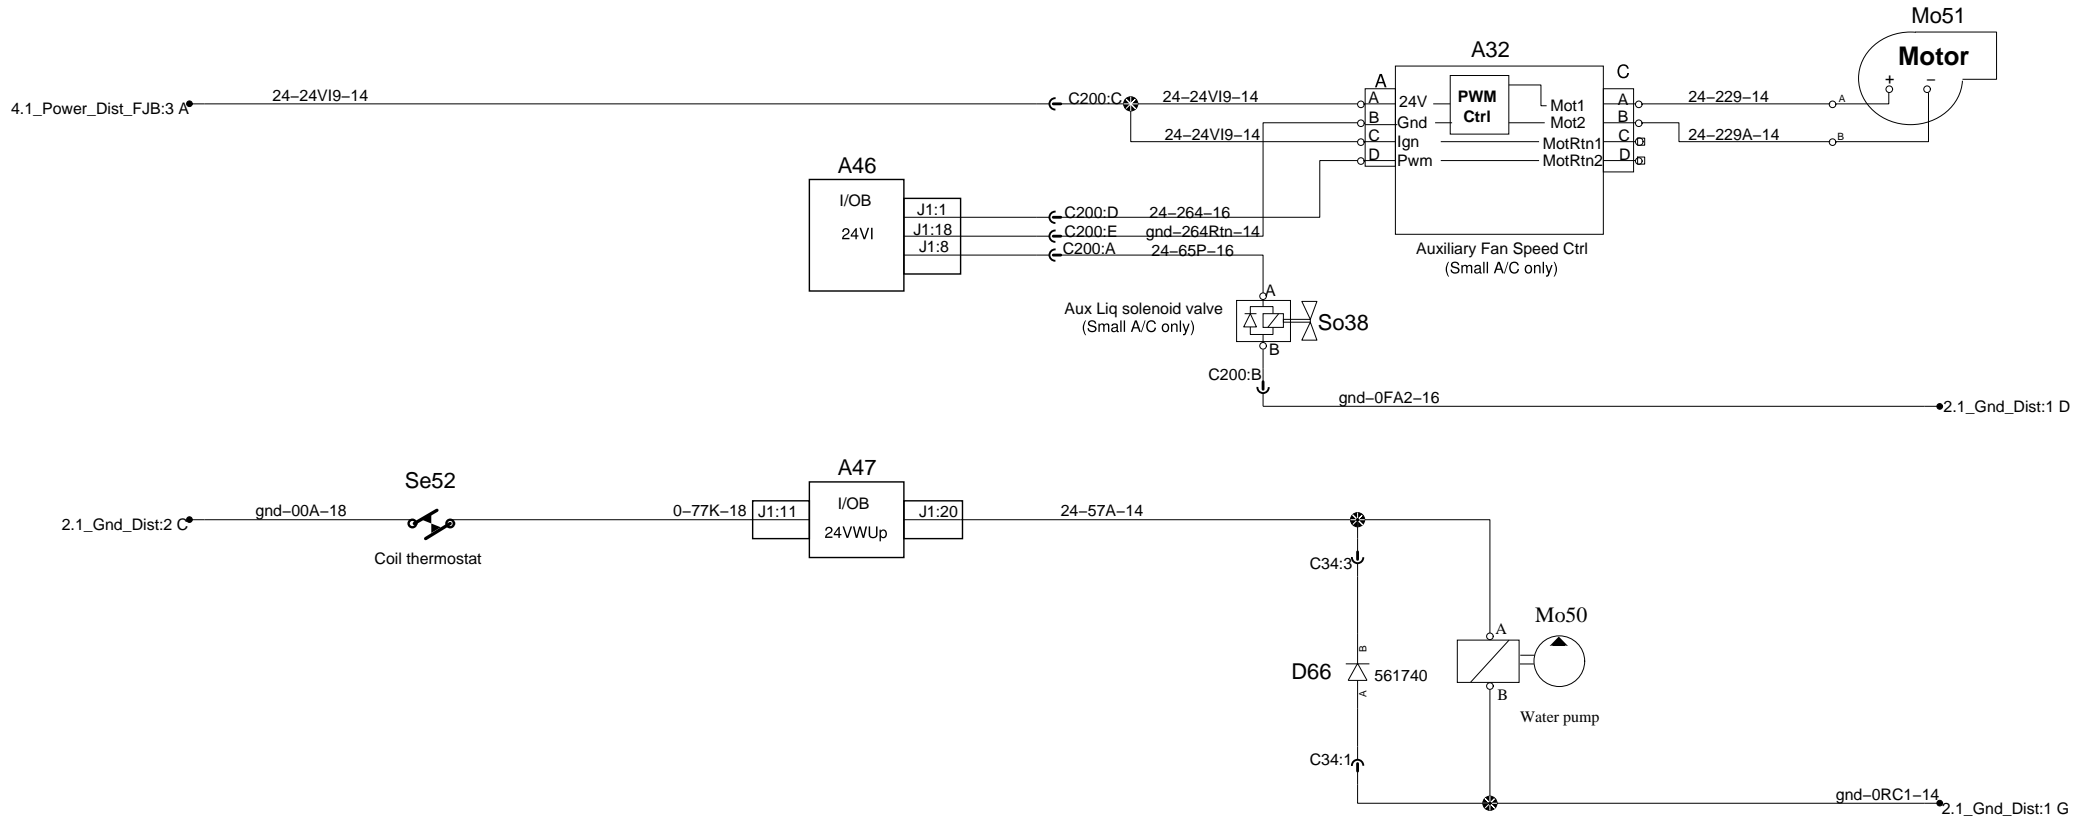 Mo51
Motor
+ −
A32
A C
4.1_Power_Dist_FJB:3 A
24−24VI9−14
C200:C
24−24VI9−14
A 24V
PWM
Ctrl
Mot1 A
24−229−14
A
B Gnd
Mot2 B
24−24VI9−14
C Ign
MotRtn1 C
24−229A−14
B
D Pwm
MotRtn2 D
A46
I/OB
24VI
J1:1
C200:D
24−264−16
J1:18
C200:E
gnd−264Rtn−14
J1:8
C200:A
24−65P−16
Auxiliary Fan Speed Ctrl
(Small A/C only)
A
Aux Liq solenoid valve
(Small A/C only)
So38
B
C200:B
gnd−0FA2−16
2.1_Gnd_Dist:1 D
A47
Se52
2.1_Gnd_Dist:2 C
gnd−00A−18
0−77K−18
J1:11
I/OB
24VWUp
J1:20
24−57A−14
Coil thermostat
C34:3
Mo50
A
B
D66
561740
A
B
Water pump
C34:1
gnd−0RC1−14
2.1_Gnd_Dist:1 G